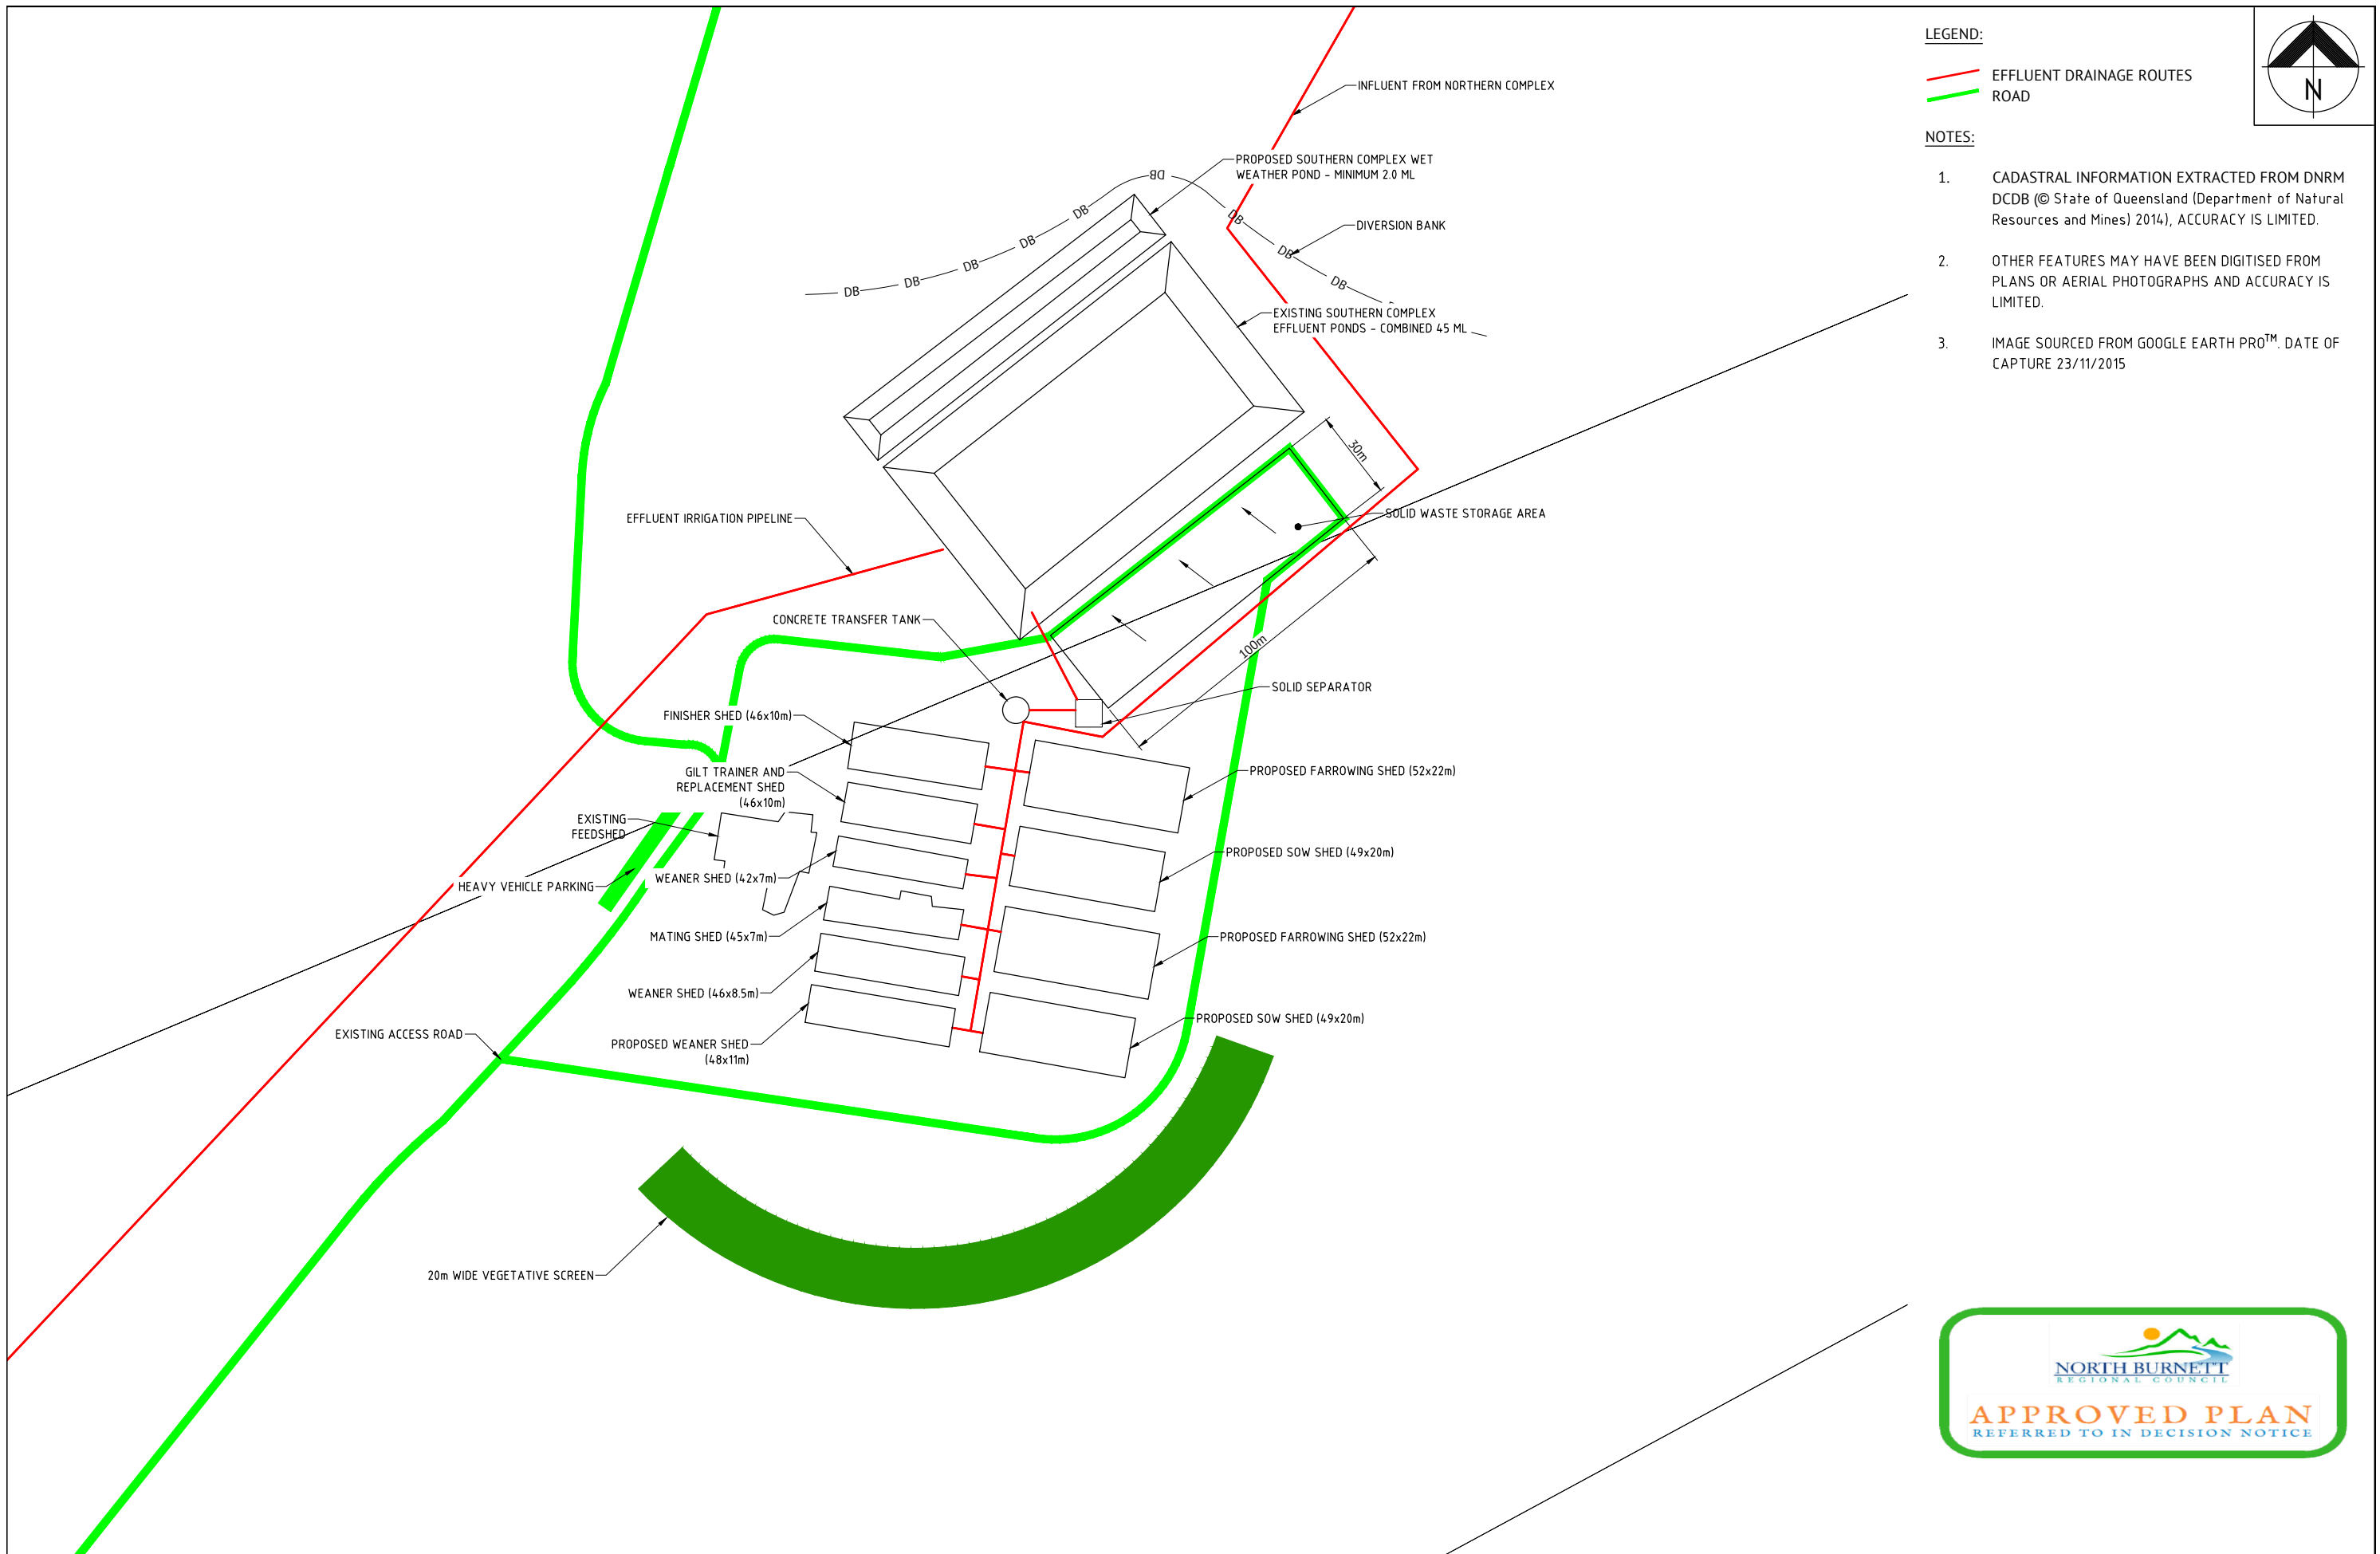 LEGEND:
EFFLUENT DRAINAGE ROUTES
ROAD
N
NOTES:
1. CADASTRAL INFORMATION EXTRACTED FROM DNRM
DCDB (© State of Queensland (Department of Natural
Resources and Mines) 2014), ACCURACY IS LIMITED.
2. OTHER FEATURES MAY HAVE BEEN DIGITISED FROM
PLANS OR AERIAL PHOTOGRAPHS AND ACCURACY IS
LIMITED.
3. IMAGE SOURCED FROM GOOGLE EARTH PRO™. DATE OF
CAPTURE 23/11/2015
INFLUENT FROM NORTHERN COMPLEX
PROPOSED SOUTHERN COMPLEX WET
WEATHER POND - MINIMUM 2.0 ML
DB
DB
DB
DB
DB
DB
DB
DB
DB
DIVERSION BANK
EXISTING SOUTHERN COMPLEX
EFFLUENT PONDS - COMBINED 45 ML
30m
EFFLUENT IRRIGATION PIPELINE
SOLID WASTE STORAGE AREA
CONCRETE TRANSFER TANK
100m
SOLID SEPARATOR
FINISHER SHED (46x10m)
GILT TRAINER AND
REPLACEMENT SHED
(46x10m)
PROPOSED FARROWING SHED (52x22m)
EXISTING
FEEDSHED
PROPOSED SOW SHED (49x20m)
WEANER SHED (42x7m)
HEAVY VEHICLE PARKING
MATING SHED (45x7m)
PROPOSED FARROWING SHED (52x22m)
WEANER SHED (46x8.5m)
PROPOSED SOW SHED (49x20m)
EXISTING ACCESS ROAD
PROPOSED WEANER SHED
(48x11m)
20m WIDE VEGETATIVE SCREEN
NORTH BURNETT
REGIONAL COUNCIL
APPROVED PLAN
REFERRED TO IN DECISION NOTICE